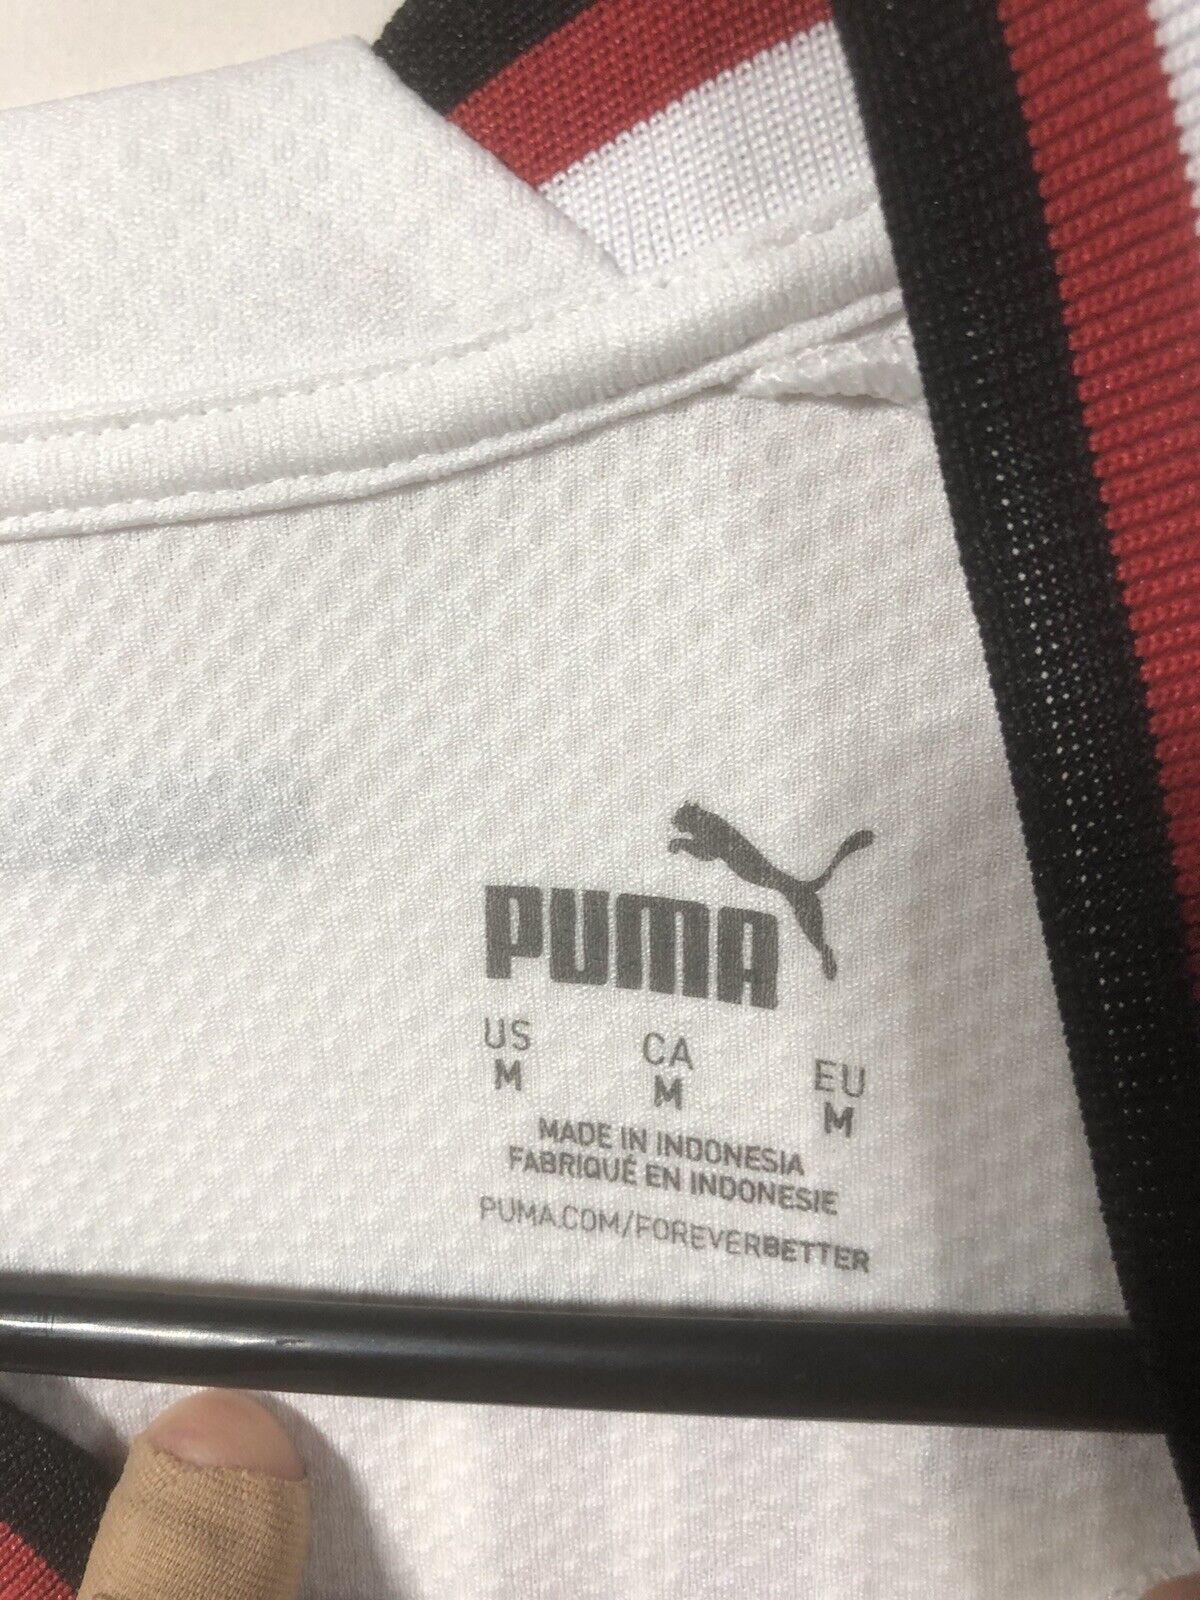 PUMA
US CA EU
M M M
MADE IN INDONESIA
FABRIQUÉ EN INDONESIE
PUMA.COM/FOREVERBETTER